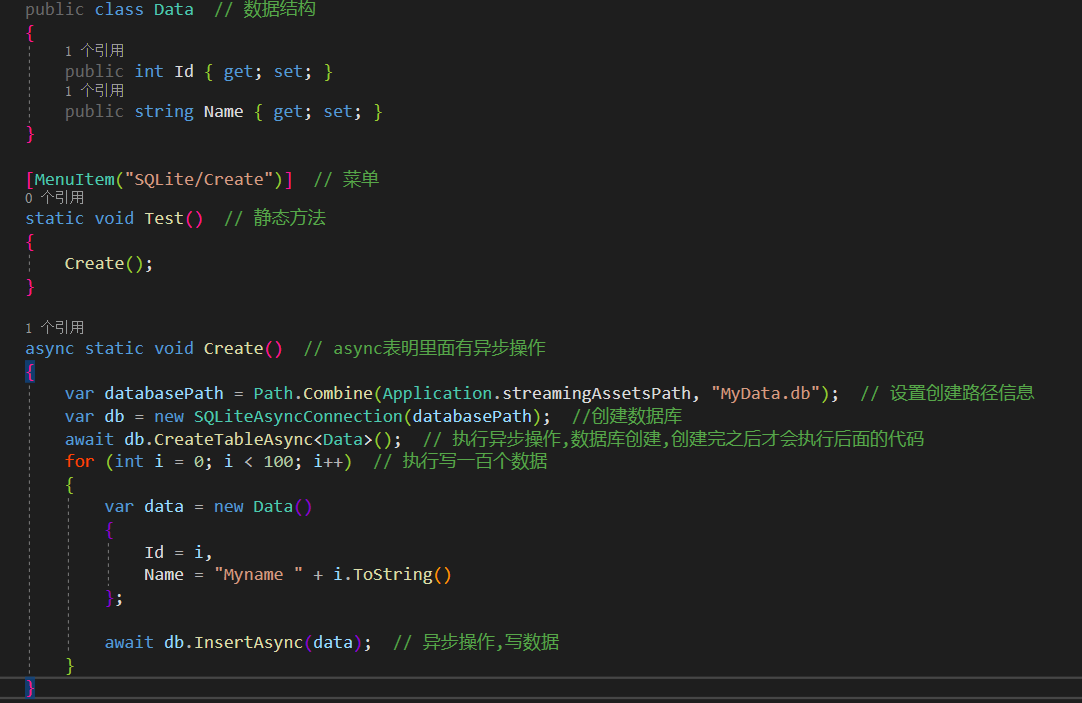 public class Data  // 数据结构
{
1 个引用
public int Id { get; set; }
1 个引用
public string Name { get; set; }
}
[MenuItem("SQLite/Create")]  // 菜单
0 个引用
static void Test()  // 静态方法
{
Create();
}
1 个引用
async static void Create()  // async表明里面有异步操作
{
var databasePath = Path.Combine(Application.streamingAssetsPath, "MyData.db");  // 设置创建路径信息
var db = new SQLiteAsyncConnection(databasePath);  //创建数据库
await db.CreateTableAsync<Data>();  // 执行异步操作,数据库创建,创建完之后才会执行后面的代码
for (int i = 0; i < 100; i++)  // 执行写一百个数据
{
var data = new Data()
{
Id = i,
Name = "Myname " + i.ToString()
};
await db.InsertAsync(data);  // 异步操作,写数据
}
}